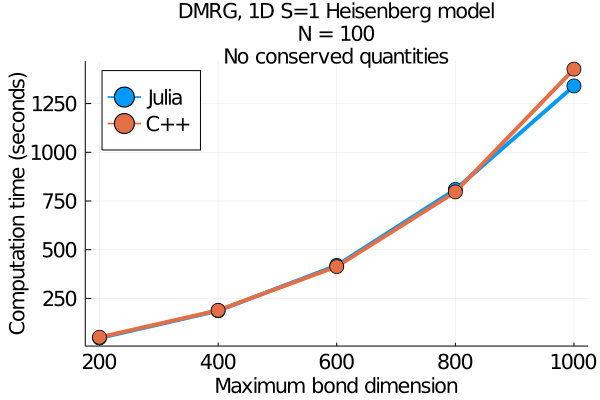 DMRG, 1D S=1 Heisenberg model
N = 100
No conserved quantities
Julia
C++
Computation time (seconds)
1250
1000
750
500
250
200 400 600 800 1000
Maximum bond dimension